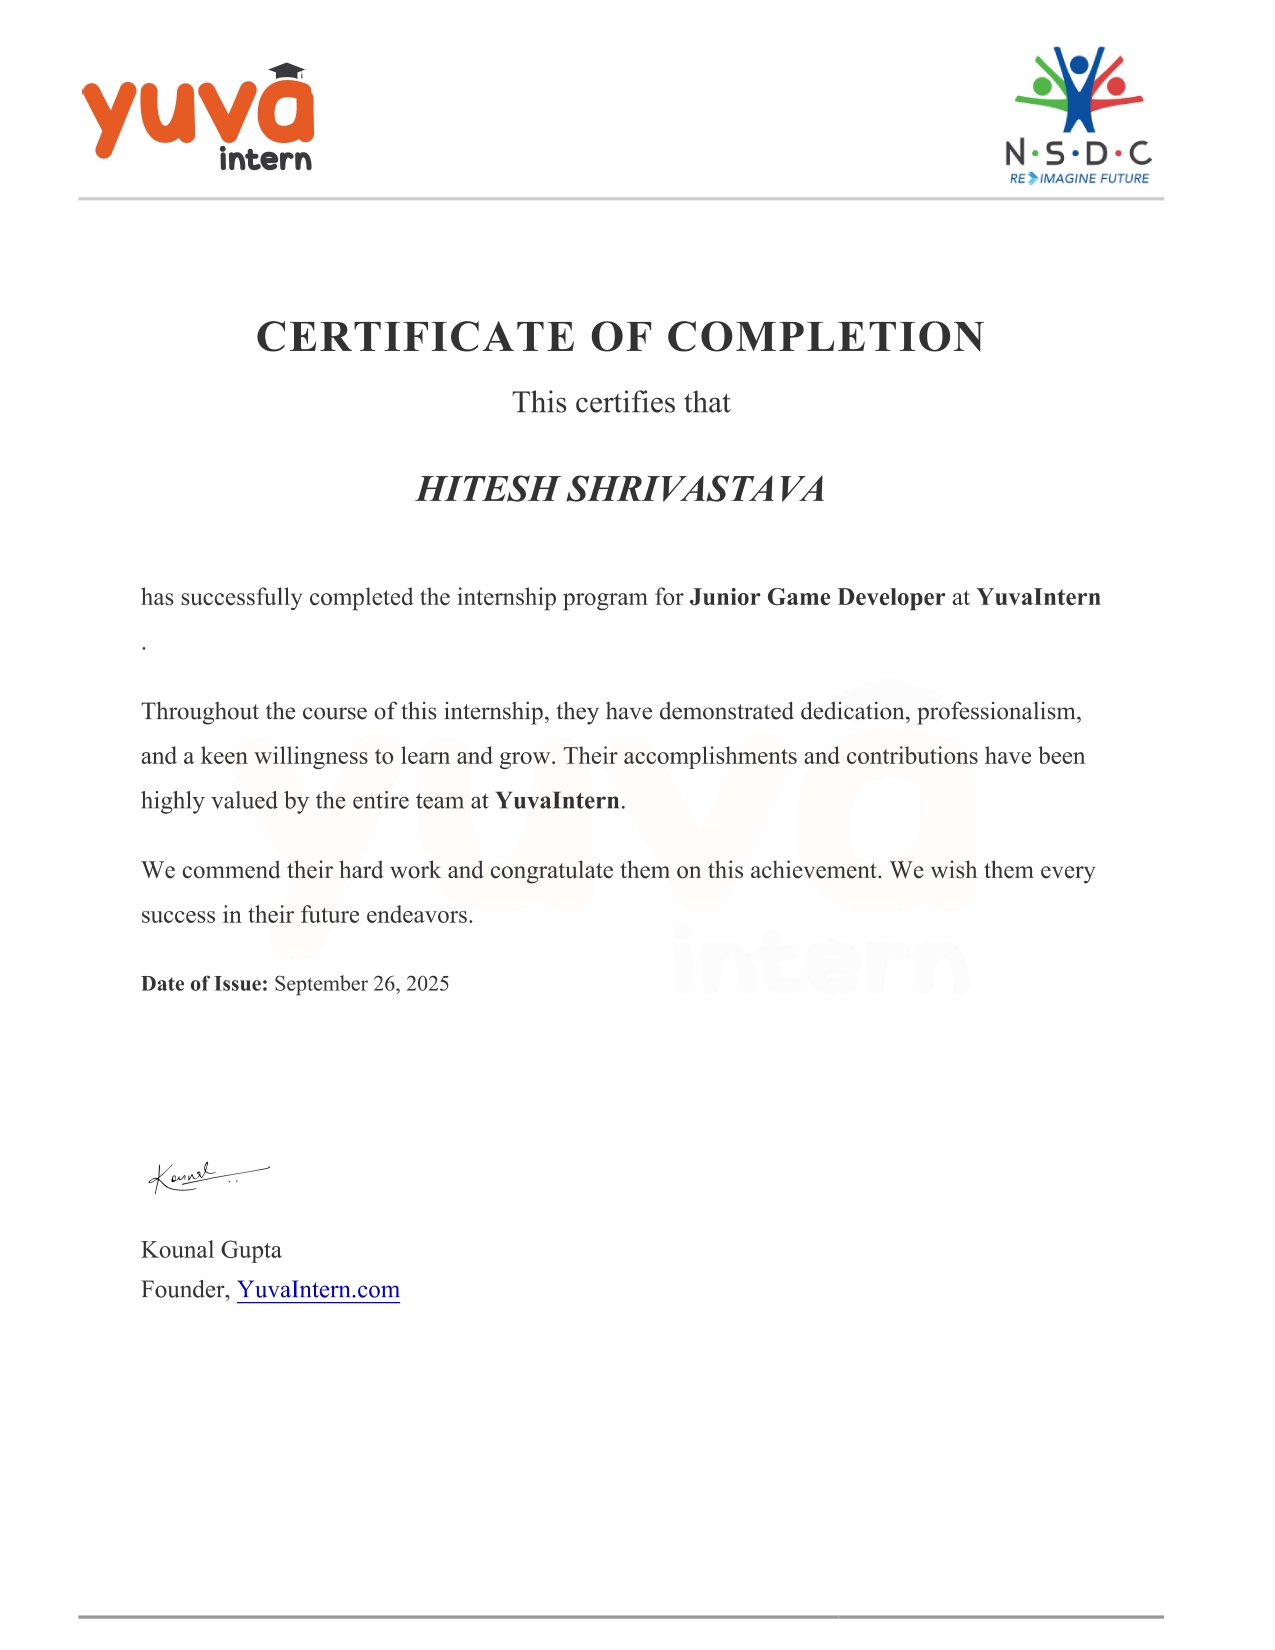 yuva
intern
N·S·D·C
RE IMAGINE FUTURE
CERTIFICATE OF COMPLETION
This certifies that
HITESH SHRIVASTAVA
has successfully completed the internship program for Junior Game Developer at YuvaIntern
.
Throughout the course of this internship, they have demonstrated dedication, professionalism,
and a keen willingness to learn and grow. Their accomplishments and contributions have been
highly valued by the entire team at YuvaIntern.
We commend their hard work and congratulate them on this achievement. We wish them every
success in their future endeavors.
yuva
intern
Date of Issue: September 26, 2025
Kounal
Kounal Gupta
Founder, YuvaIntern.com